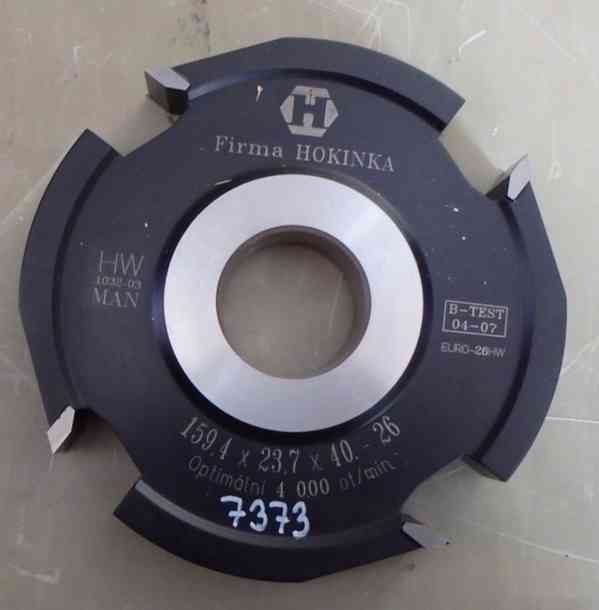 H
Firma HOKINKA
HW
1032-03
MAN
B-TEST
04-07
EURO-26HW
159.4 x 23.7 x 40.-26
Optimální 4 000 ot/min.
7373